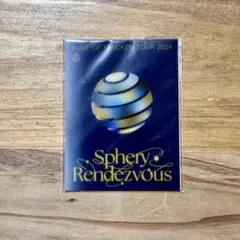 BUMP OF CHICKEN TOUR 2024
Sphery
Rendezvous